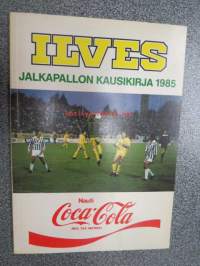 ILVES
JALKAPALLON KAUSIKIRJA 1985
Nauti
Coca-Cola